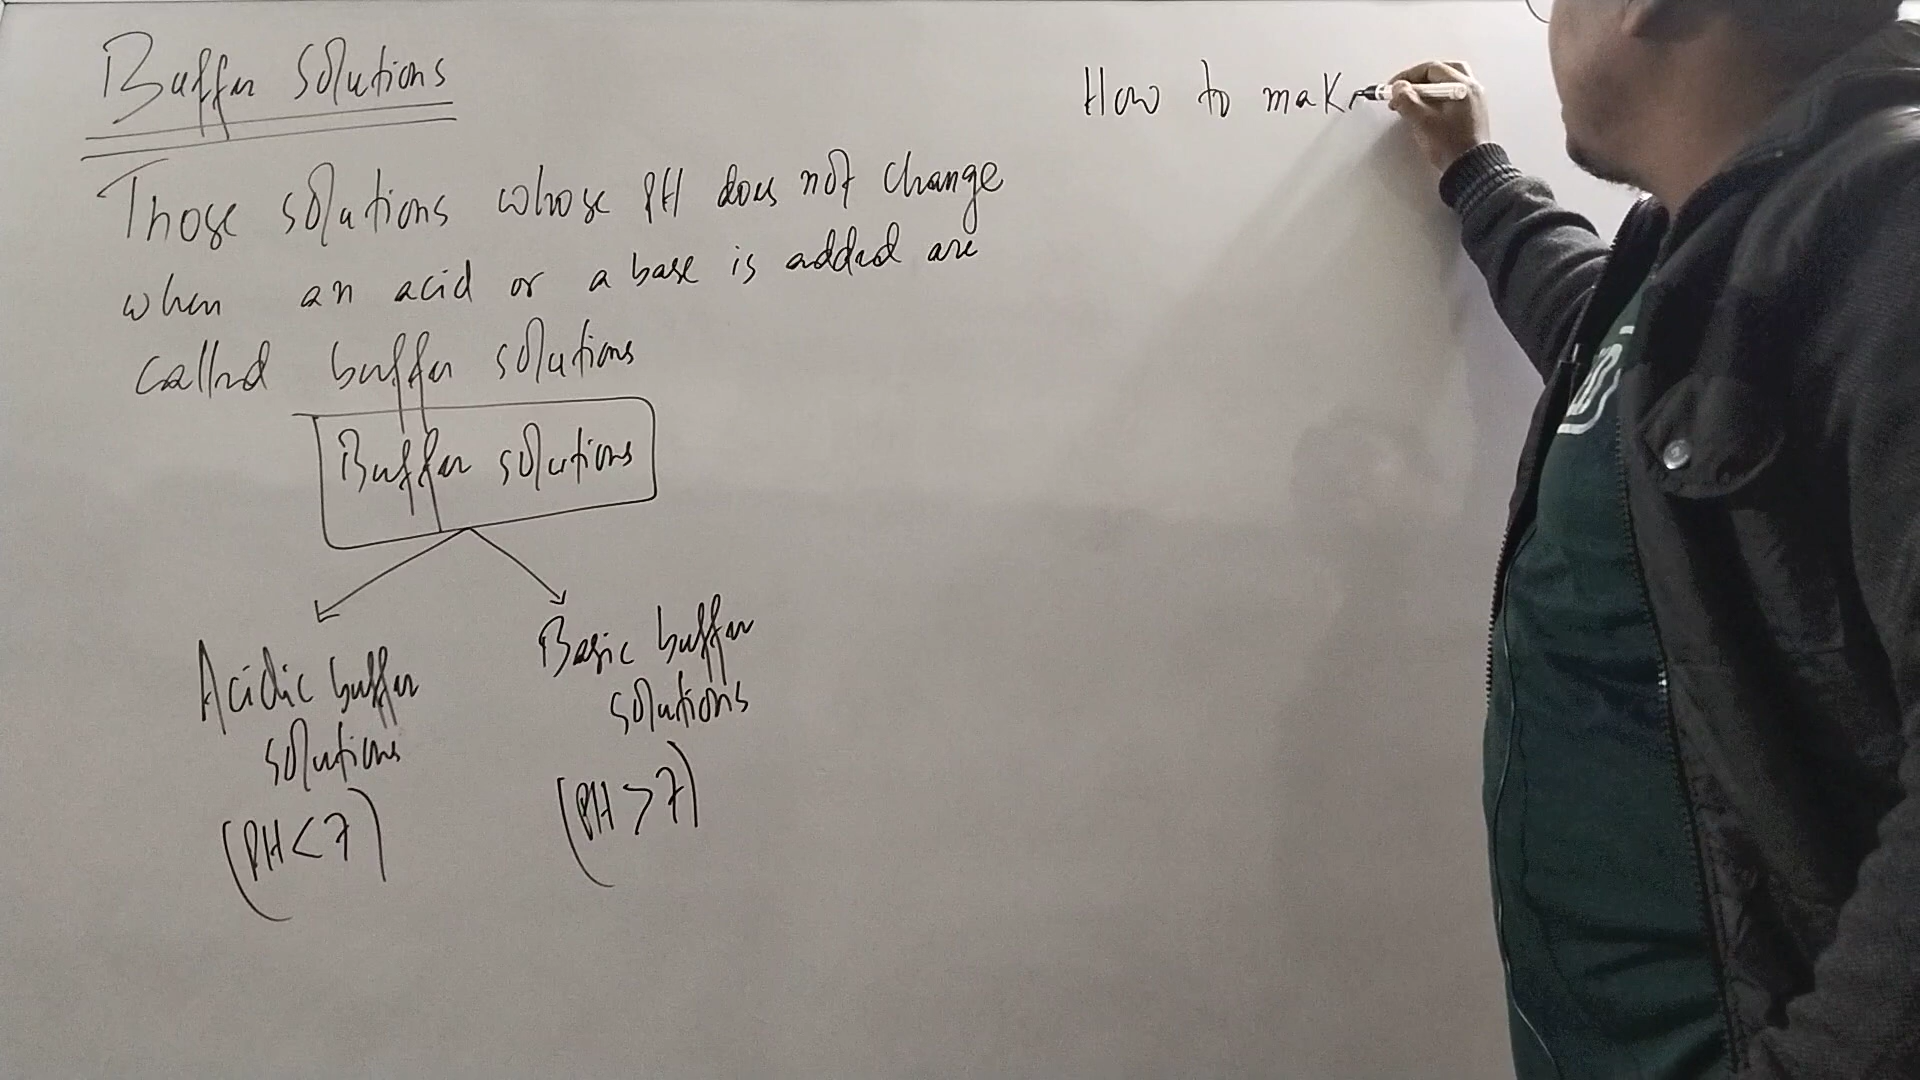 Buffer solutions
Those solutions whose PH does not change
when an acid or a base is added are
called buffer solutions
Buffer solutions
Acidic buffer
solutions
(PH < 7)
Basic buffer
solutions
(PH > 7)
How to make